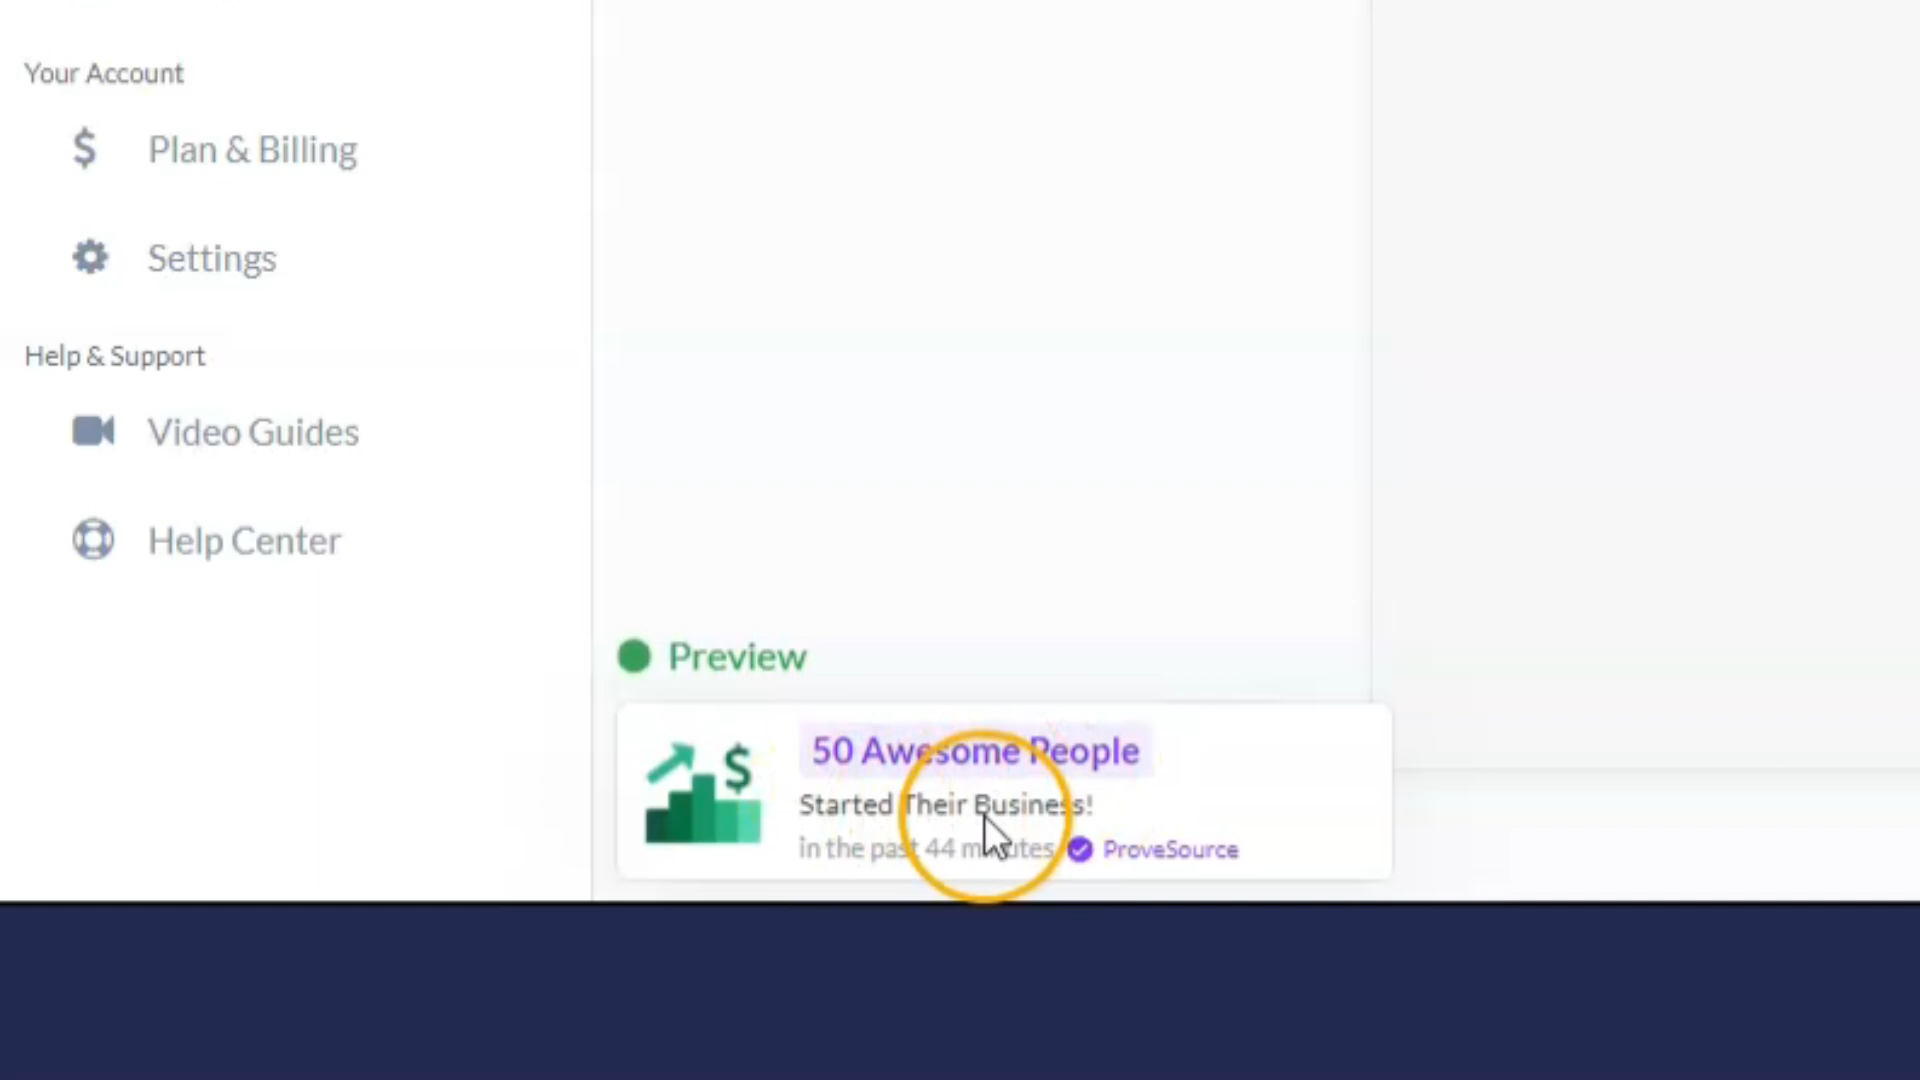 Your Account
$ Plan & Billing
Settings
Help & Support
Video Guides
Help Center
Preview
$
50 Awesome People
Started Their Business!
in the past 44 minutes ProveSource